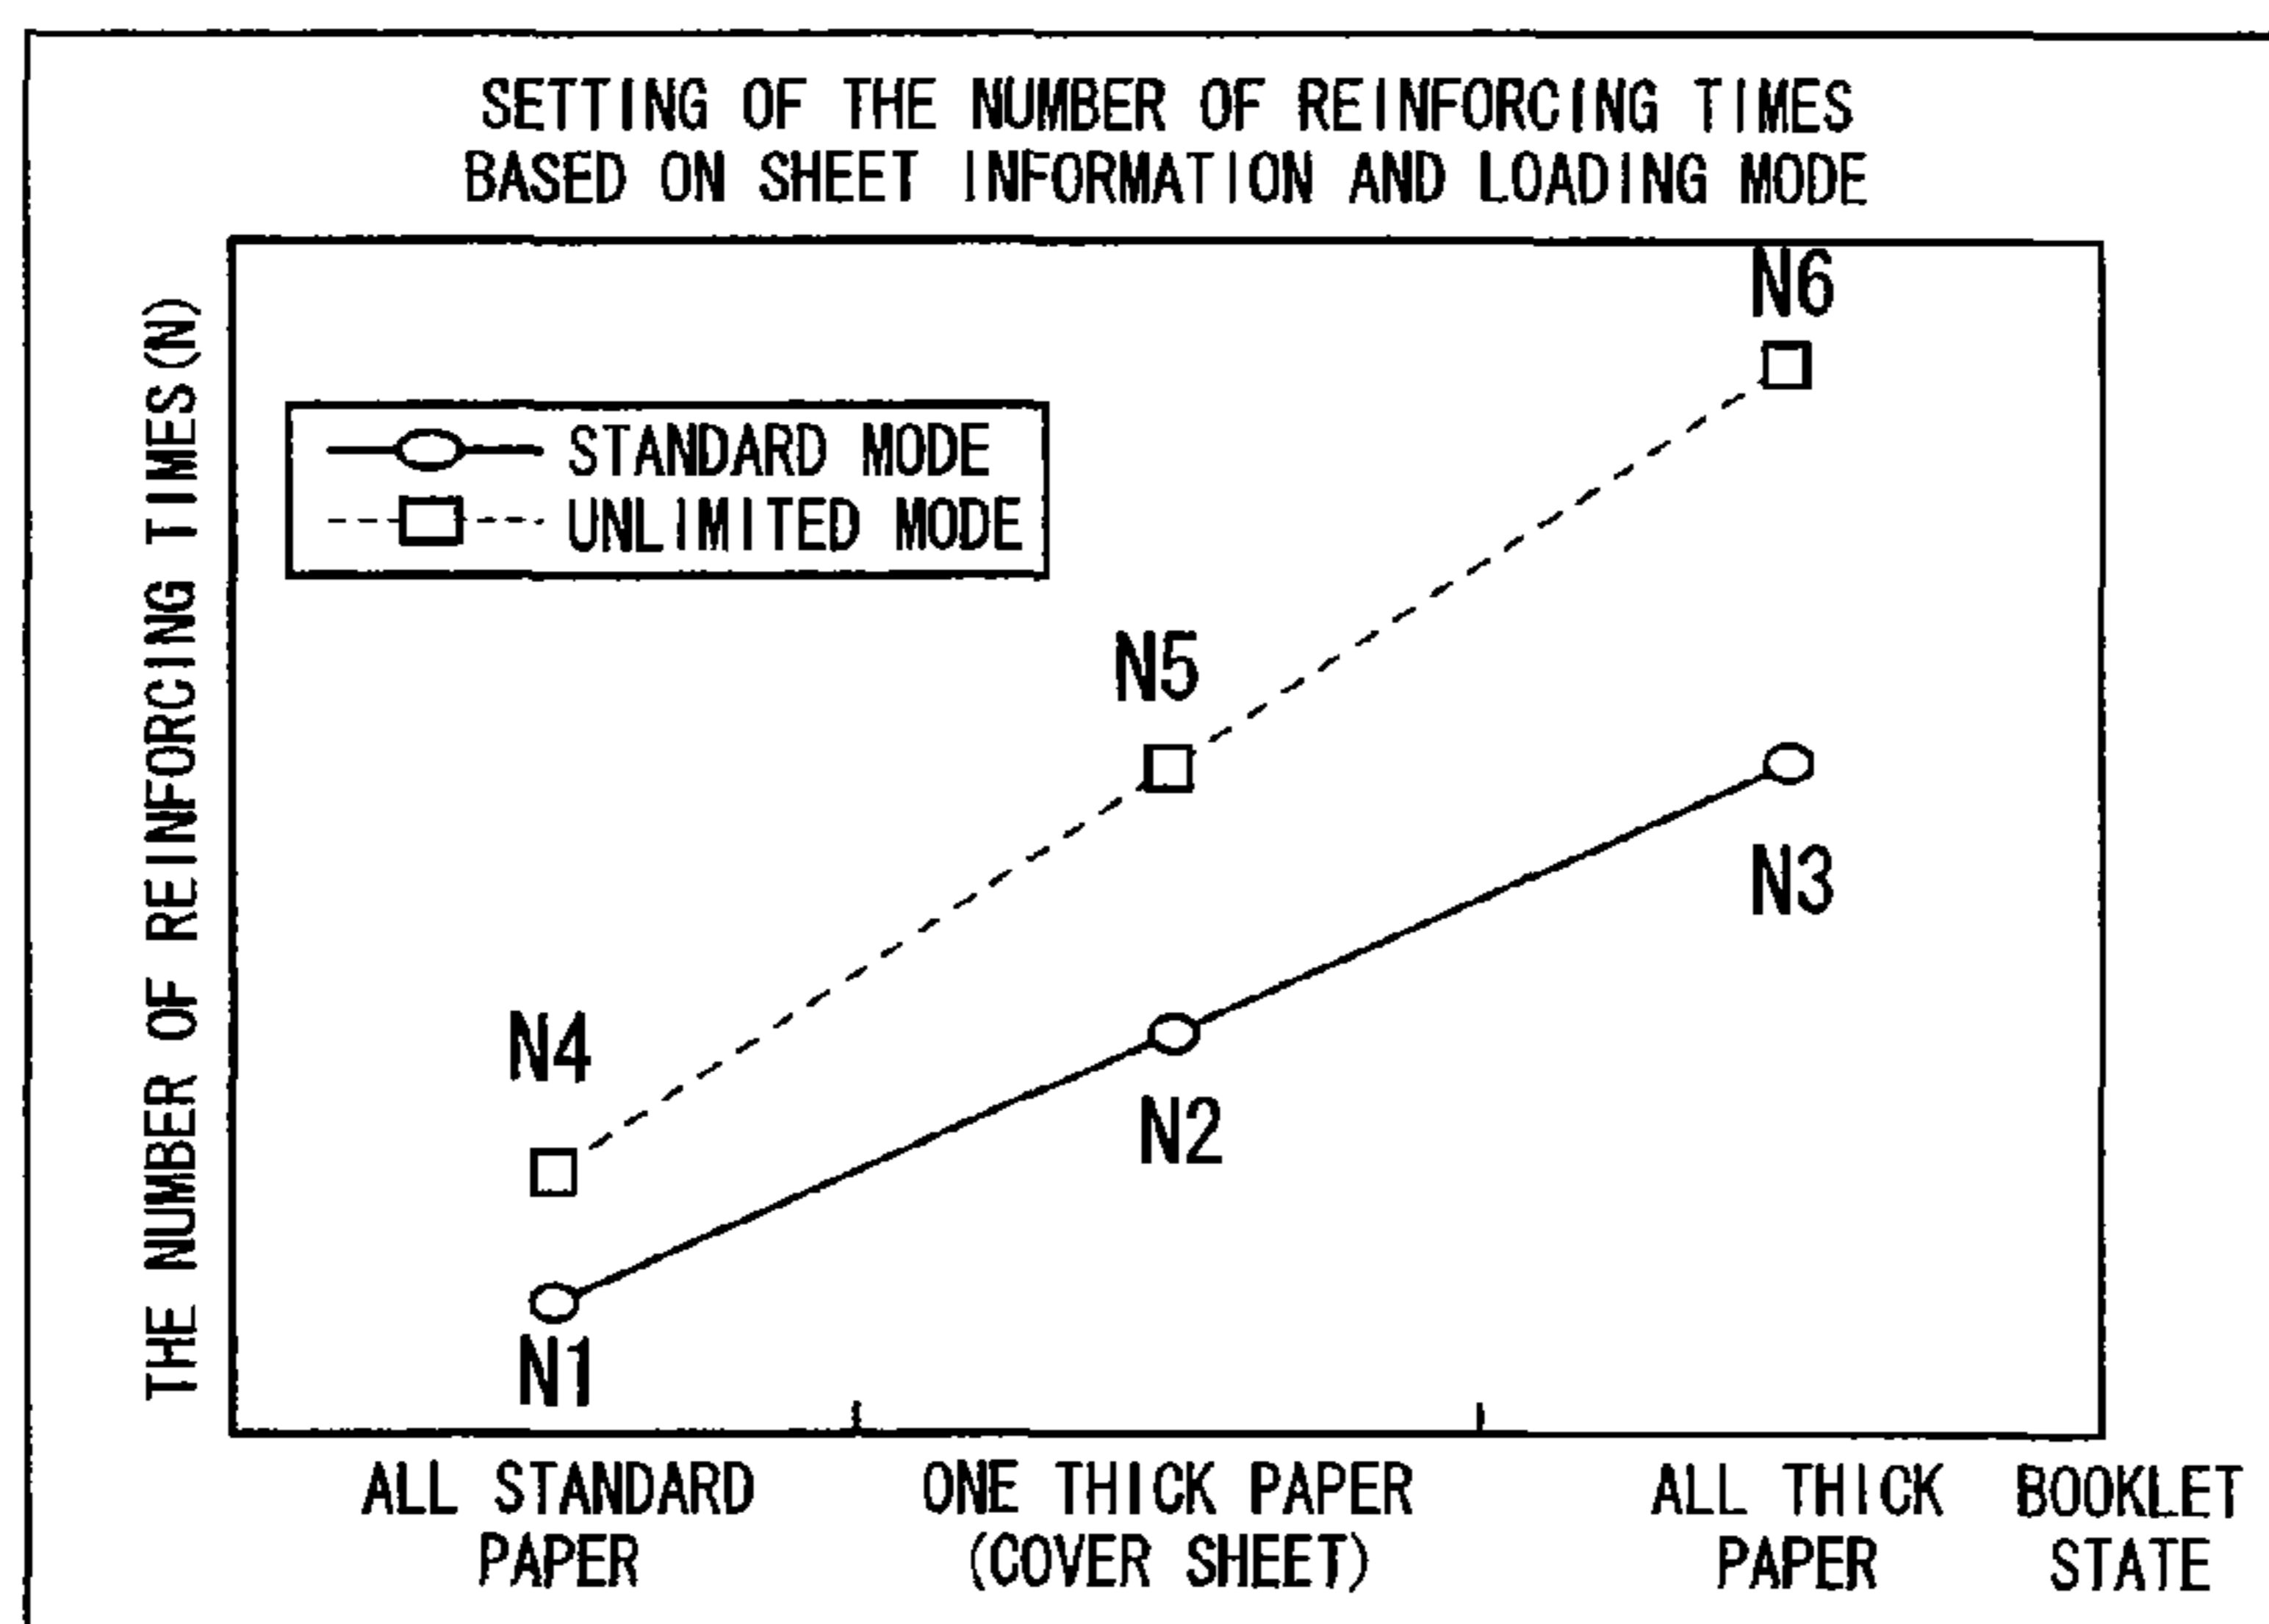 SETTING OF THE NUMBER OF REINFORCING TIMES
BASED ON SHEET INFORMATION AND LOADING MODE
THE NUMBER OF REINFORCING TIMES(N)
STANDARD MODE
UNLIMITED MODE
N6
N5
N3
N4
N2
N1
ALL STANDARD
PAPER
ONE THICK PAPER
(COVER SHEET)
ALL THICK
PAPER
BOOKLET
STATE